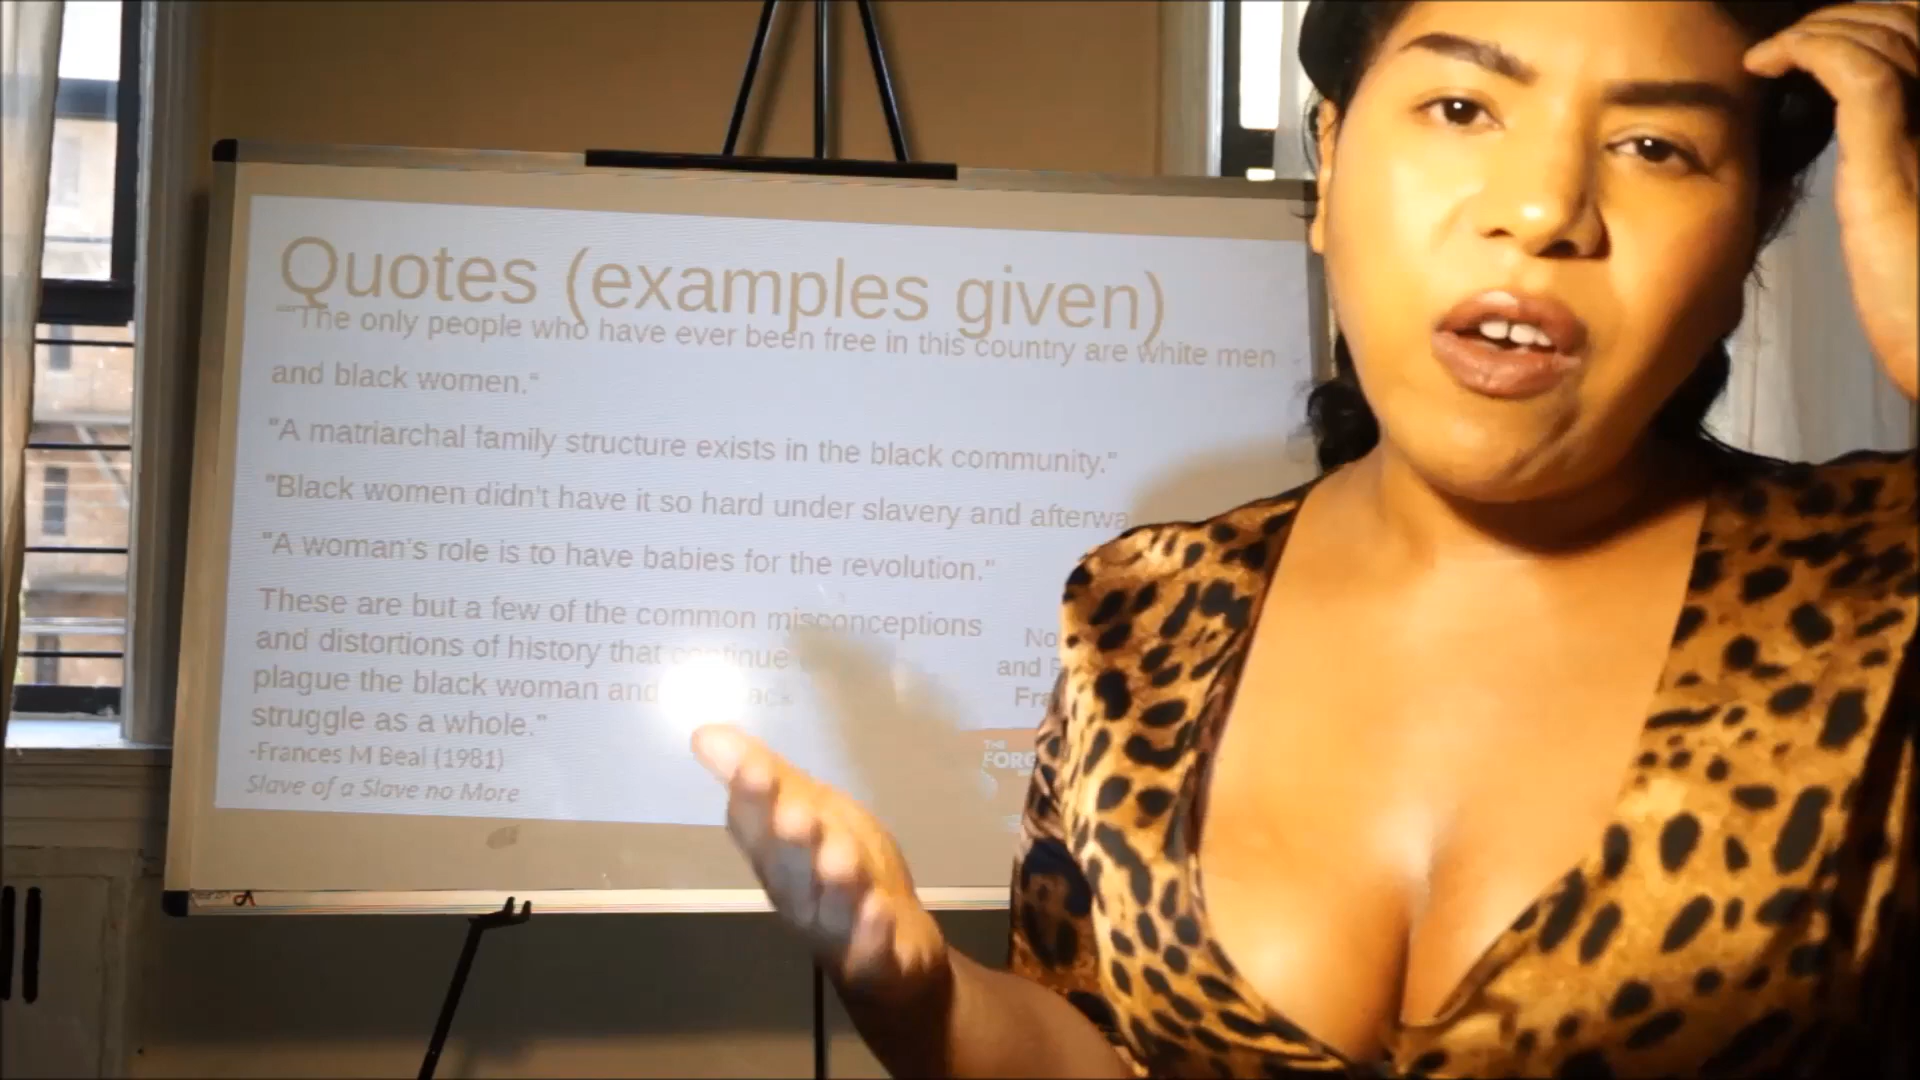 Quotes (examples given)
"The only people who have ever been free in this country are white men
and black women."
"A matriarchal family structure exists in the black community."
"Black women didn't have it so hard under slavery and
"A woman's role is to have babies for the revolution."
These are but a few of the common misconceptions
and distortions of history that continue
plague the black woman and
struggle as a whole."
-Frances M Beal (1981)
Slave of a Slave no More
and
THE